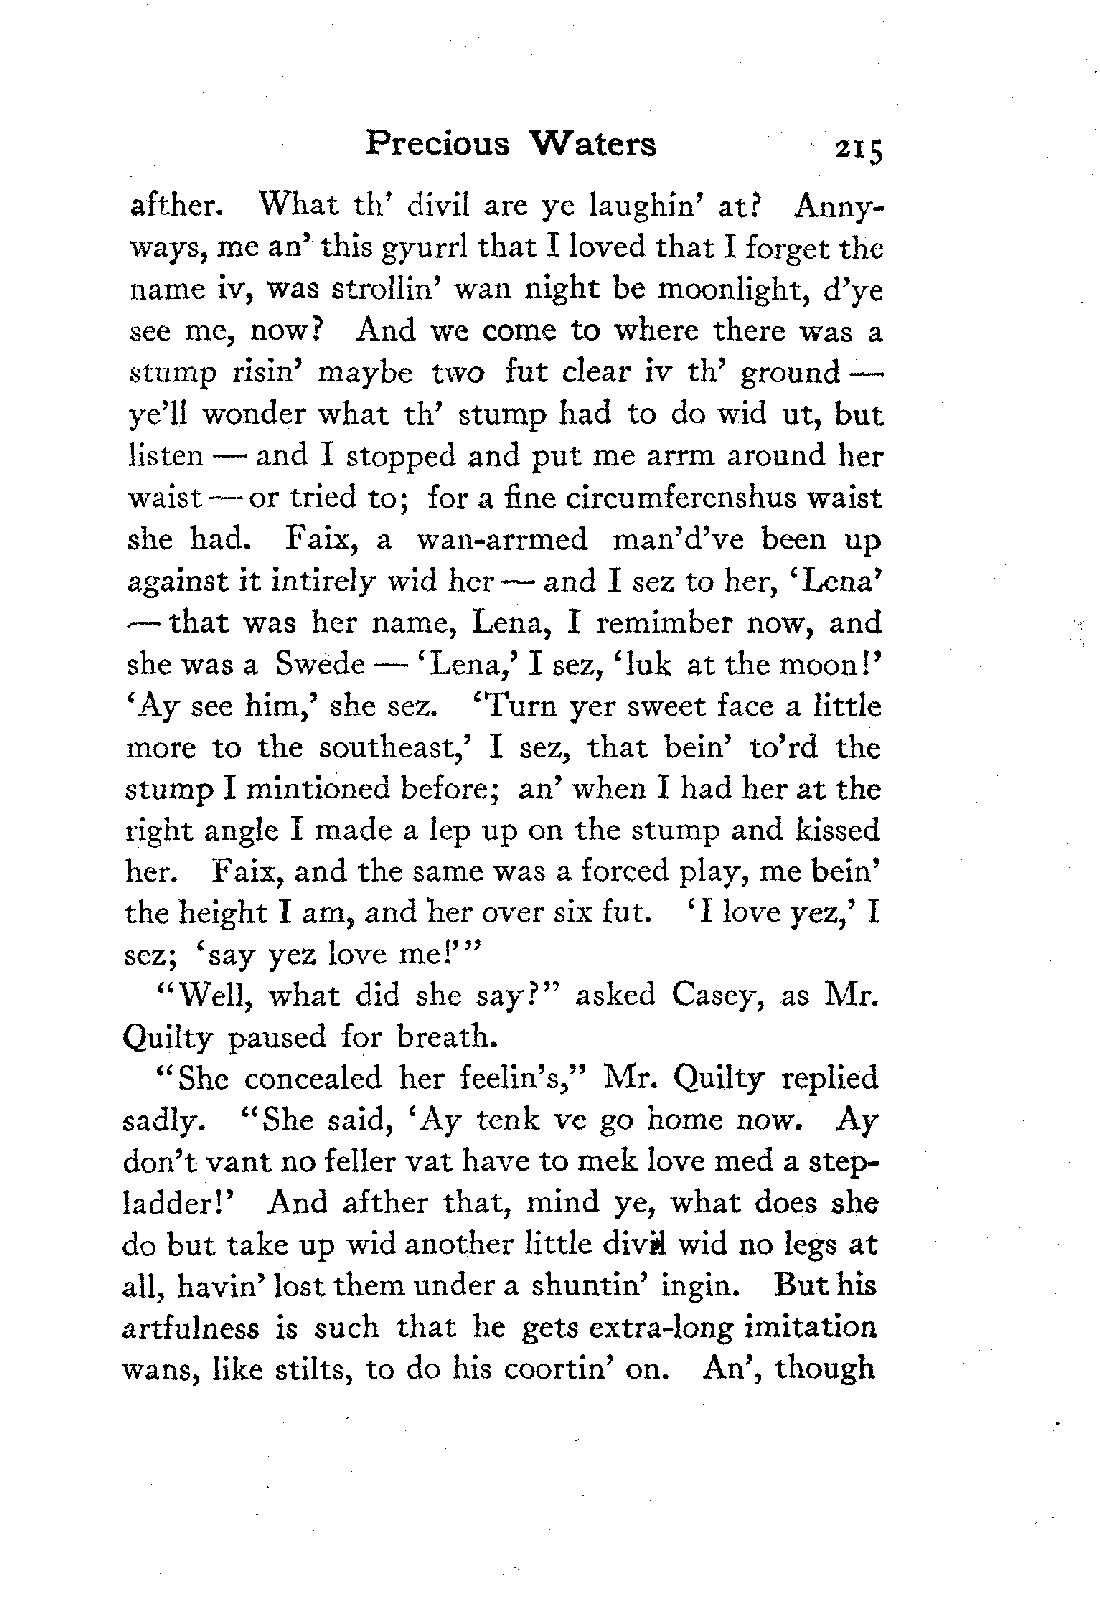 Precious Waters 215
afther. What th' divil are ye laughin' at? Anny-
ways, me an' this gyurrl that I loved that I forget the
name iv, was strollin' wan night be moonlight, d'ye
see me, now? And we come to where there was a
stump risin' maybe two fut clear iv th' ground —
ye'll wonder what th' stump had to do wid ut, but
listen — and I stopped and put me arrm around her
waist — or tried to; for a fine circumferenshus waist
she had. Faix, a wan-arrmed man'd've been up
against it intirely wid her — and I sez to her, 'Lena'
— that was her name, Lena, I remimber now, and
she was a Swede — 'Lena,' I sez, 'luk at the moon!'
'Ay see him,' she sez. 'Turn yer sweet face a little
more to the southeast,' I sez, that bein' to'rd the
stump I mintioned before; an' when I had her at the
right angle I made a lep up on the stump and kissed
her. Faix, and the same was a forced play, me bein'
the height I am, and her over six fut. 'I love yez,' I
sez; 'say yez love me!'"
"Well, what did she say?" asked Casey, as Mr.
Quilty paused for breath.
"She concealed her feelin's," Mr. Quilty replied
sadly. "She said, 'Ay tenk ve go home now. Ay
don't vant no feller vat have to mek love med a step-
ladder!' And afther that, mind ye, what does she
do but take up wid another little divil wid no legs at
all, havin' lost them under a shuntin' ingin. But his
artfulness is such that he gets extra-long imitation
wans, like stilts, to do his coortin' on. An', though